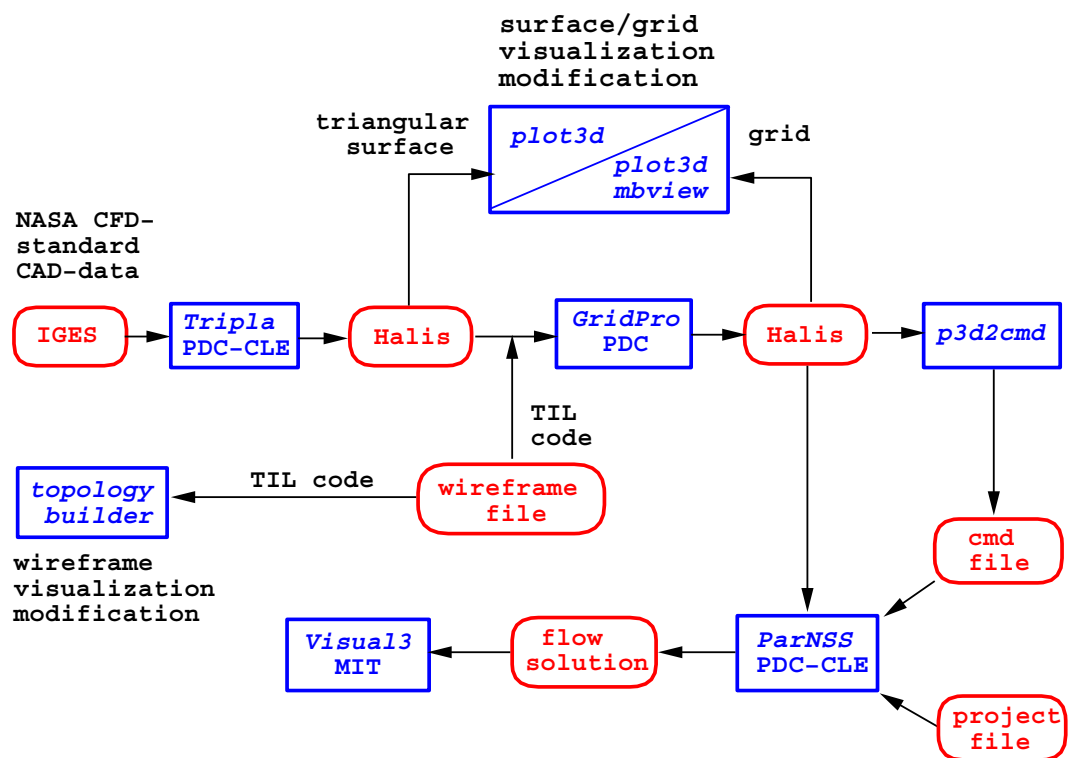 surface/grid
visualization
modification
triangular
surface
plot3d
plot3d
mbview
grid
NASA CFD-
standard
CAD-data
IGES
Tripla
PDC-CLE
Halis
GridPro
PDC
Halis
p3d2cmd
TIL
code
topology
builder
TIL code
wireframe
file
wireframe
visualization
modification
cmd
file
Visual3
MIT
flow
solution
ParNSS
PDC-CLE
project
file